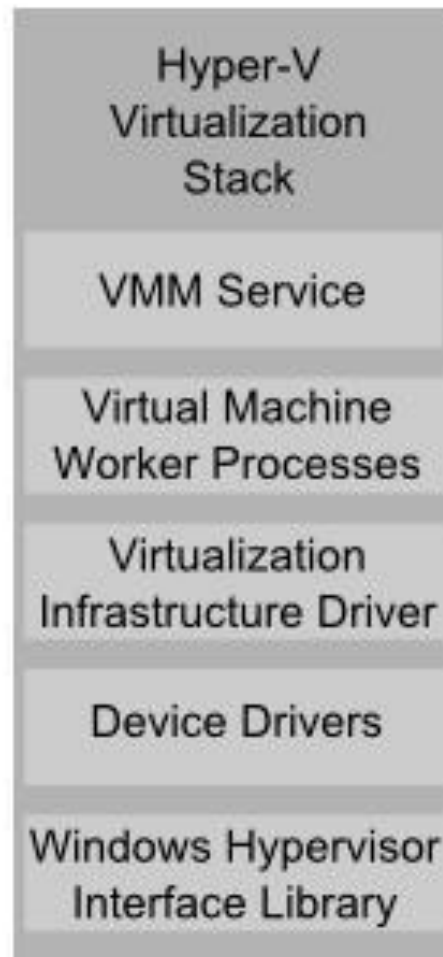 Hyper-V
Virtualization
Stack
VMM Service
Virtual Machine
Worker Processes
Virtualization
Infrastructure Driver
Device Drivers
Windows Hypervisor
Interface Library